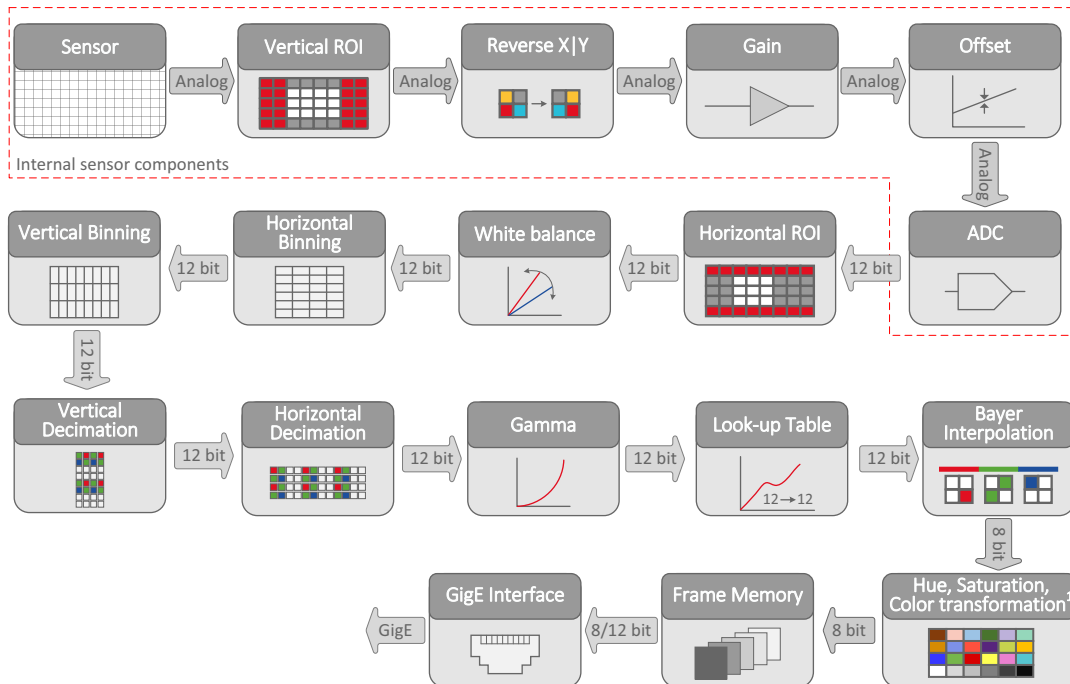 Sensor
Analog
Vertical ROI
Analog
Reverse X|Y
Analog
Gain
Analog
Offset
Internal sensor components
Analog
ADC
12 bit
Horizontal ROI
12 bit
White balance
12 bit
Horizontal
Binning
12 bit
Vertical Binning
12 bit
Vertical
Decimation
12 bit
Horizontal
Decimation
12 bit
Gamma
12 bit
Look-up Table
12→12
12 bit
Bayer
Interpolation
8 bit
Hue, Saturation,
Color transformation¹
8 bit
Frame Memory
8/12 bit
GigE Interface
GigE